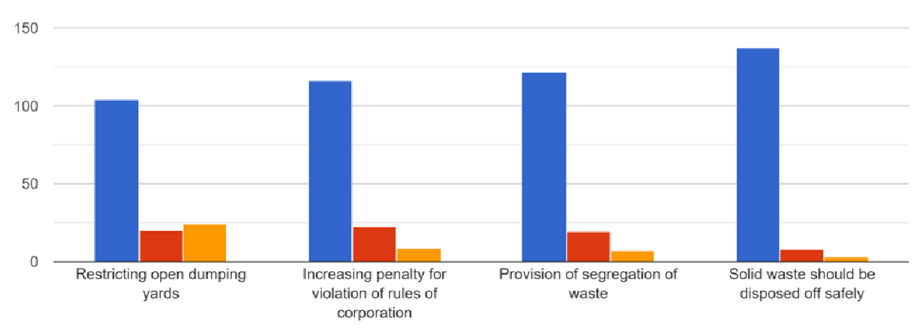 150
100
50
0
Restricting open dumping
yards
Increasing penalty for
violation of rules of
corporation
Provision of segregation of
waste
Solid waste should be
disposed off safely